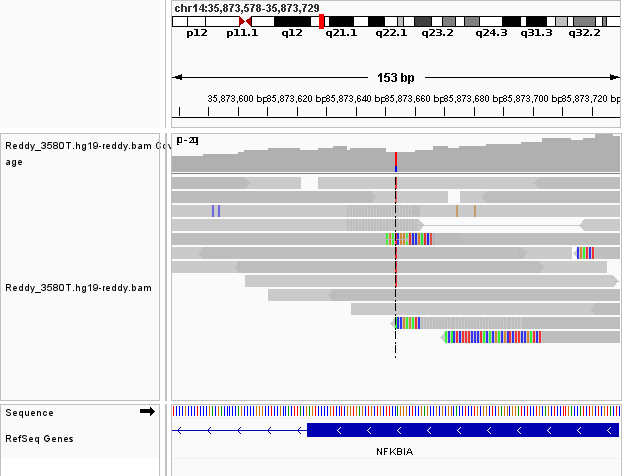 chr14:35,873,578-35,873,729
p12 p11.1 q12 q21.1 q22.1 q23.2 q24.3 q31.3 q32.2
153 bp
35,873,600 bp 35,873,620 bp 35,873,640 bp 35,873,660 bp 35,873,680 bp 35,873,700 bp 35,873,720 bp
[0-20]
Reddy_3580T.hg19-reddy.bam Cov
age
Reddy_3580T.hg19-reddy.bam
Sequence
RefSeq Genes
NFKBIA